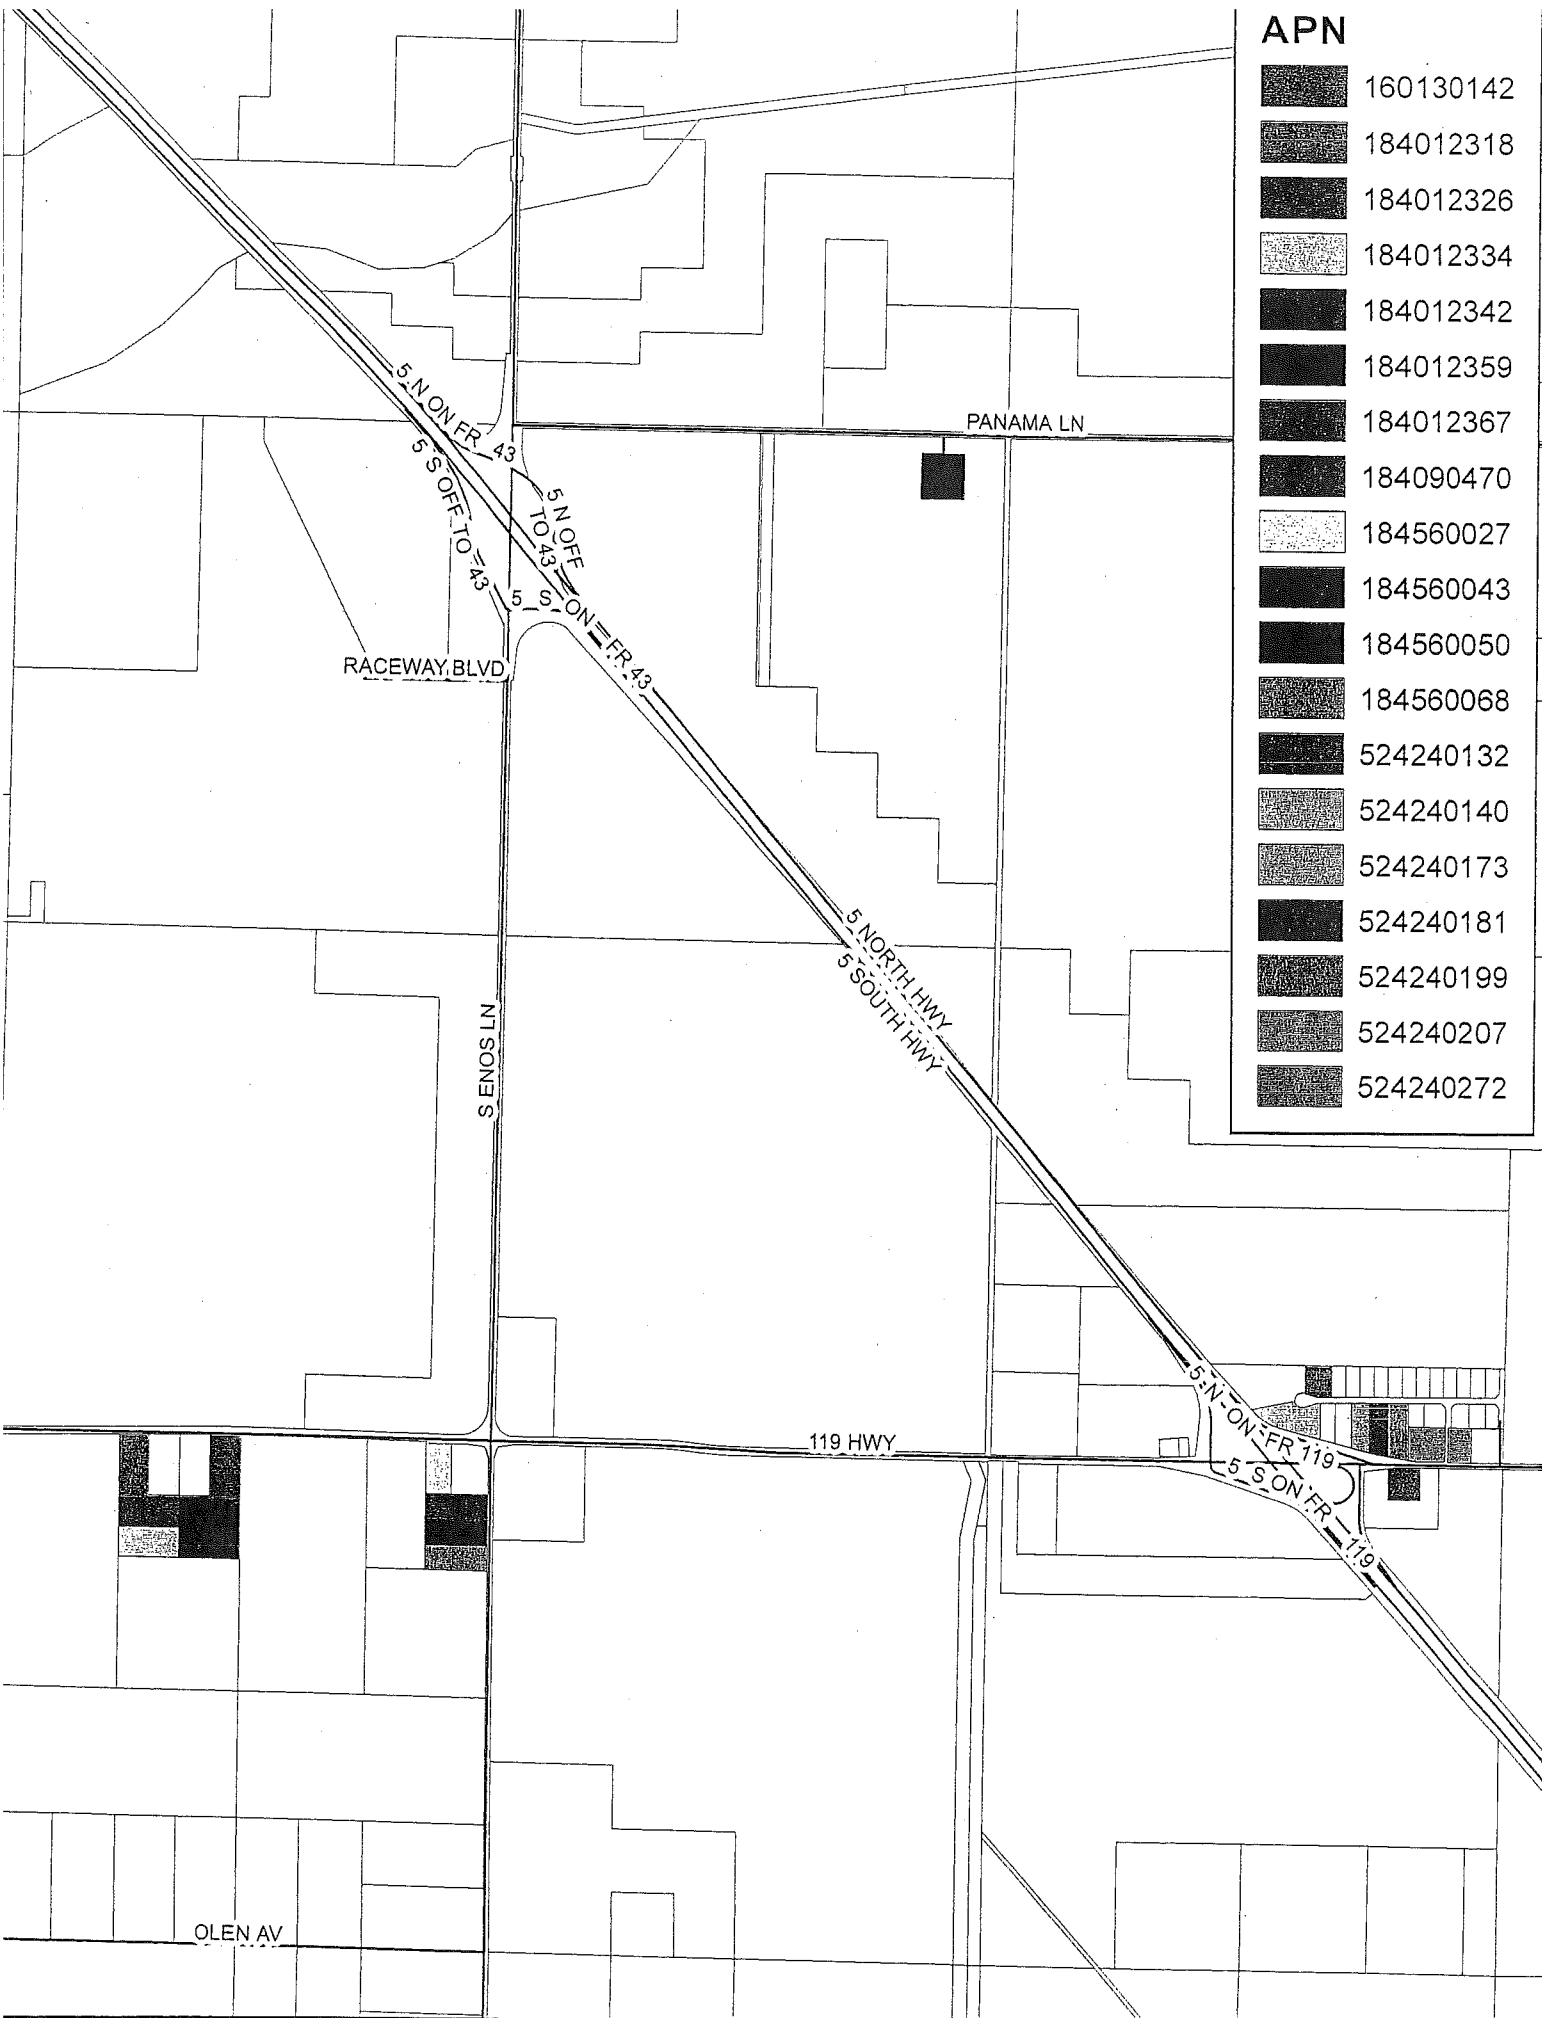 APN
160130142
184012318
184012326
184012334
184012342
184012359
184012367
184090470
184560027
184560043
184560050
184560068
524240132
524240140
524240173
524240181
524240199
524240207
524240272
5 N ON FR 43
PANAMA LN
5 S OFF TO 43
5 N OFF
TO 43
5 S ON FR 43
RACEWAY BLVD
5 NORTH HWY
5 SOUTH HWY
S ENOS LN
5 N ON FR 119
119 HWY
5 S ON FR 119
OLEN AV